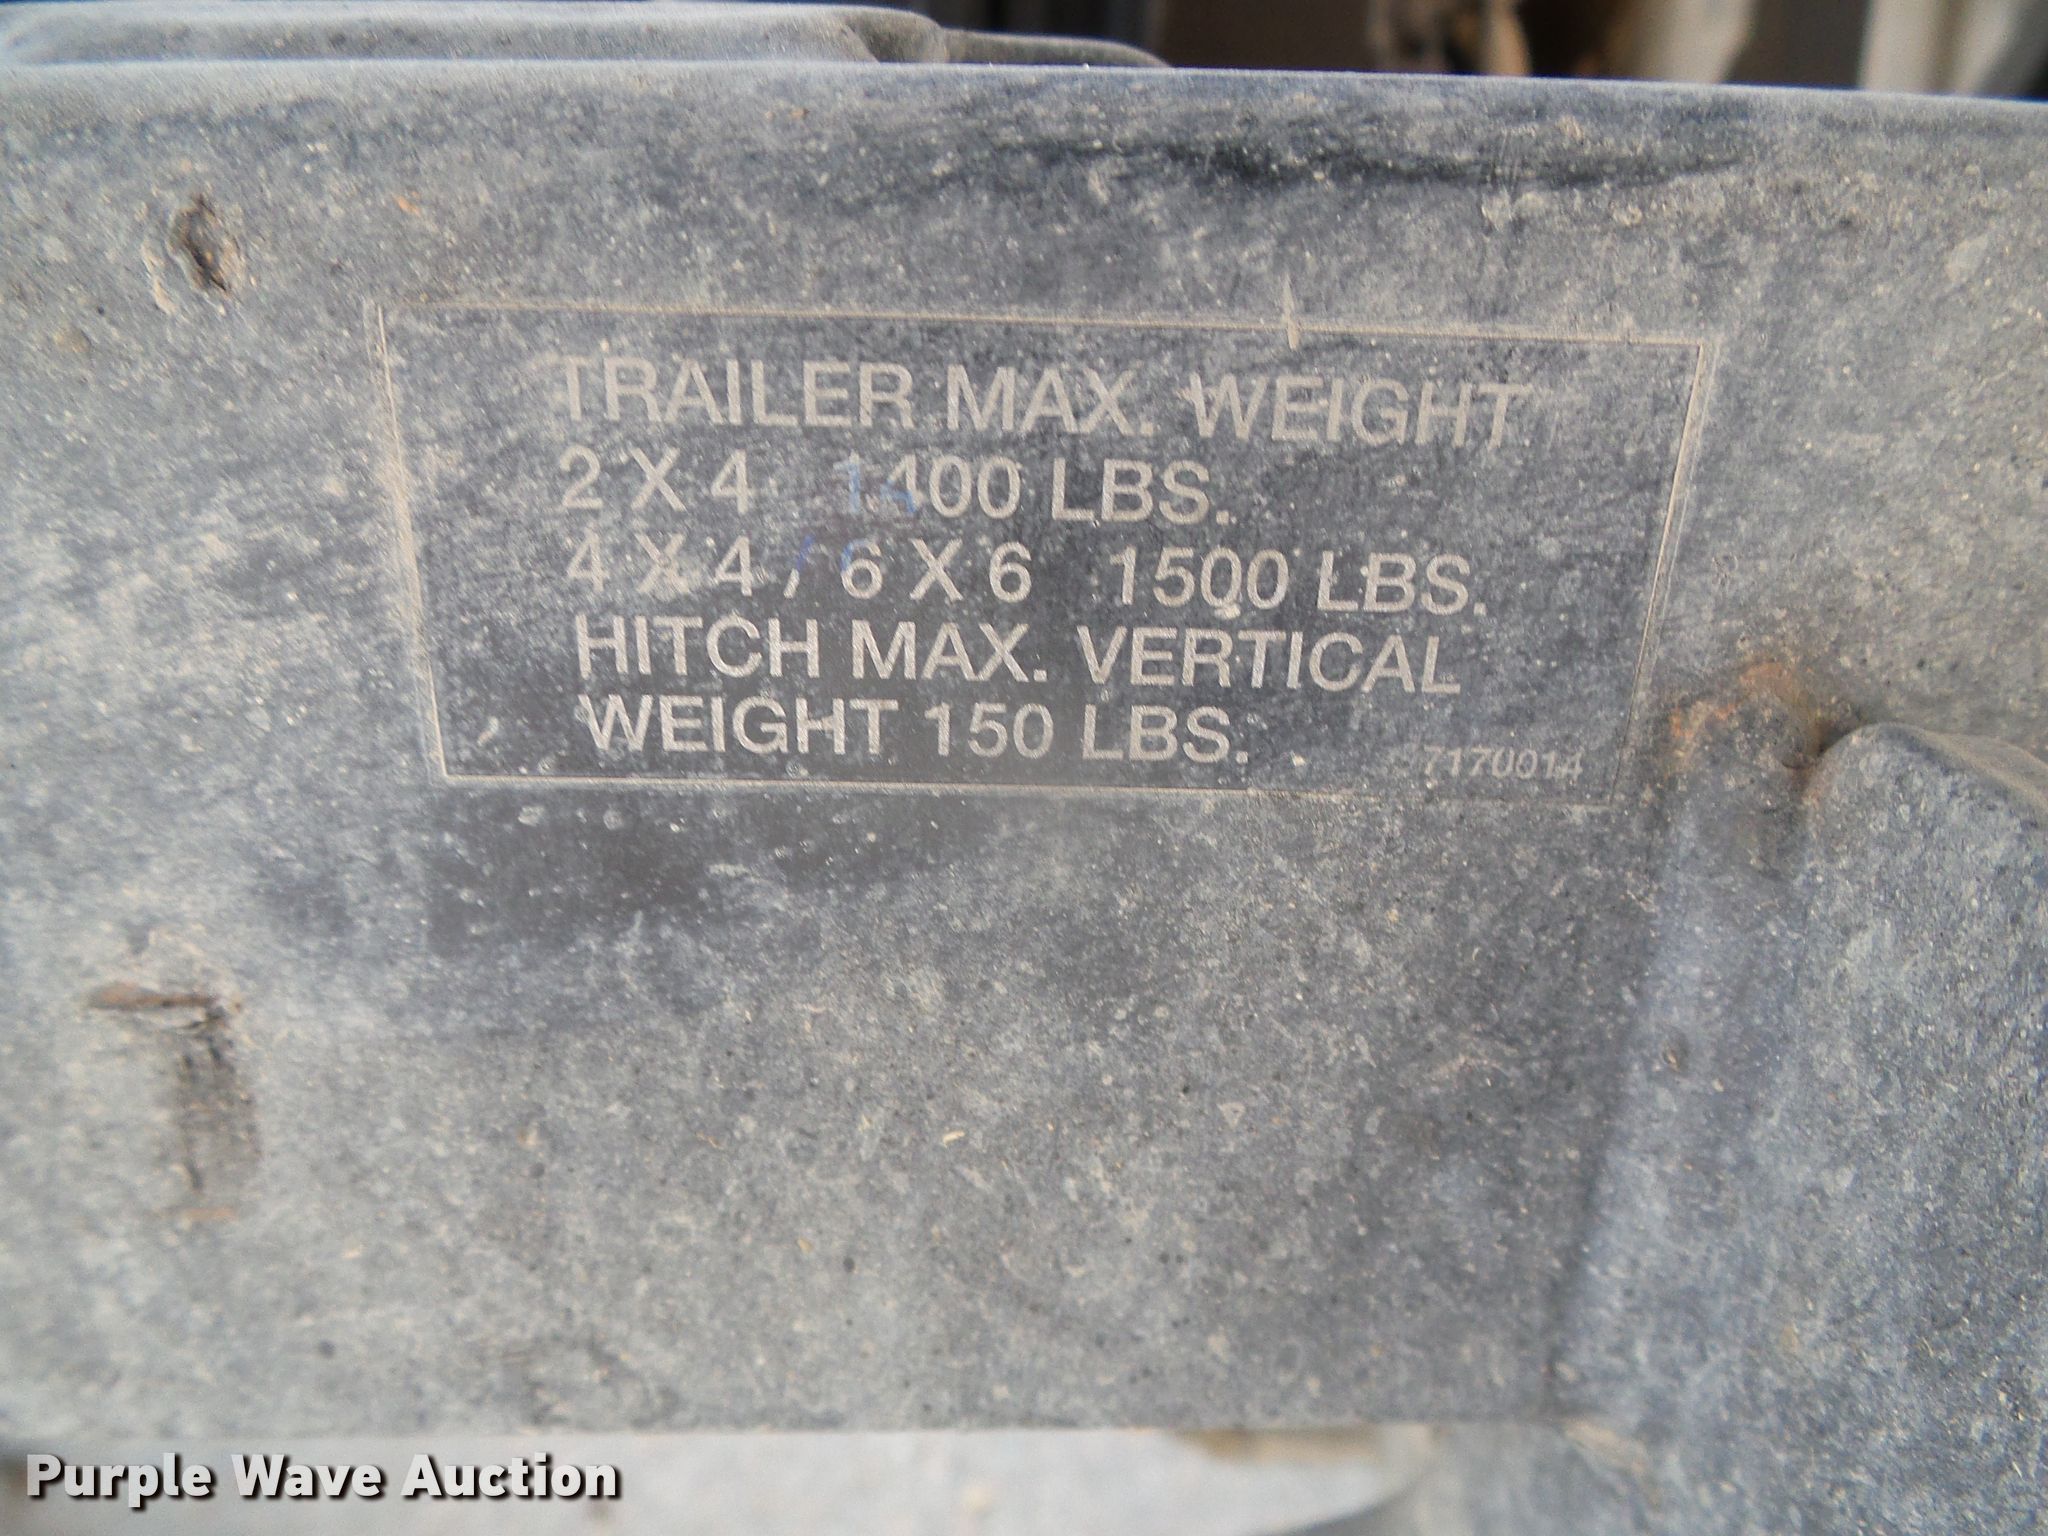 TRAILER MAX. WEIGHT
2 X 4 1400 LBS.
4 X 4 / 6 X 6 1500 LBS.
HITCH MAX. VERTICAL
WEIGHT 150 LBS.
7170014
Purple Wave Auction